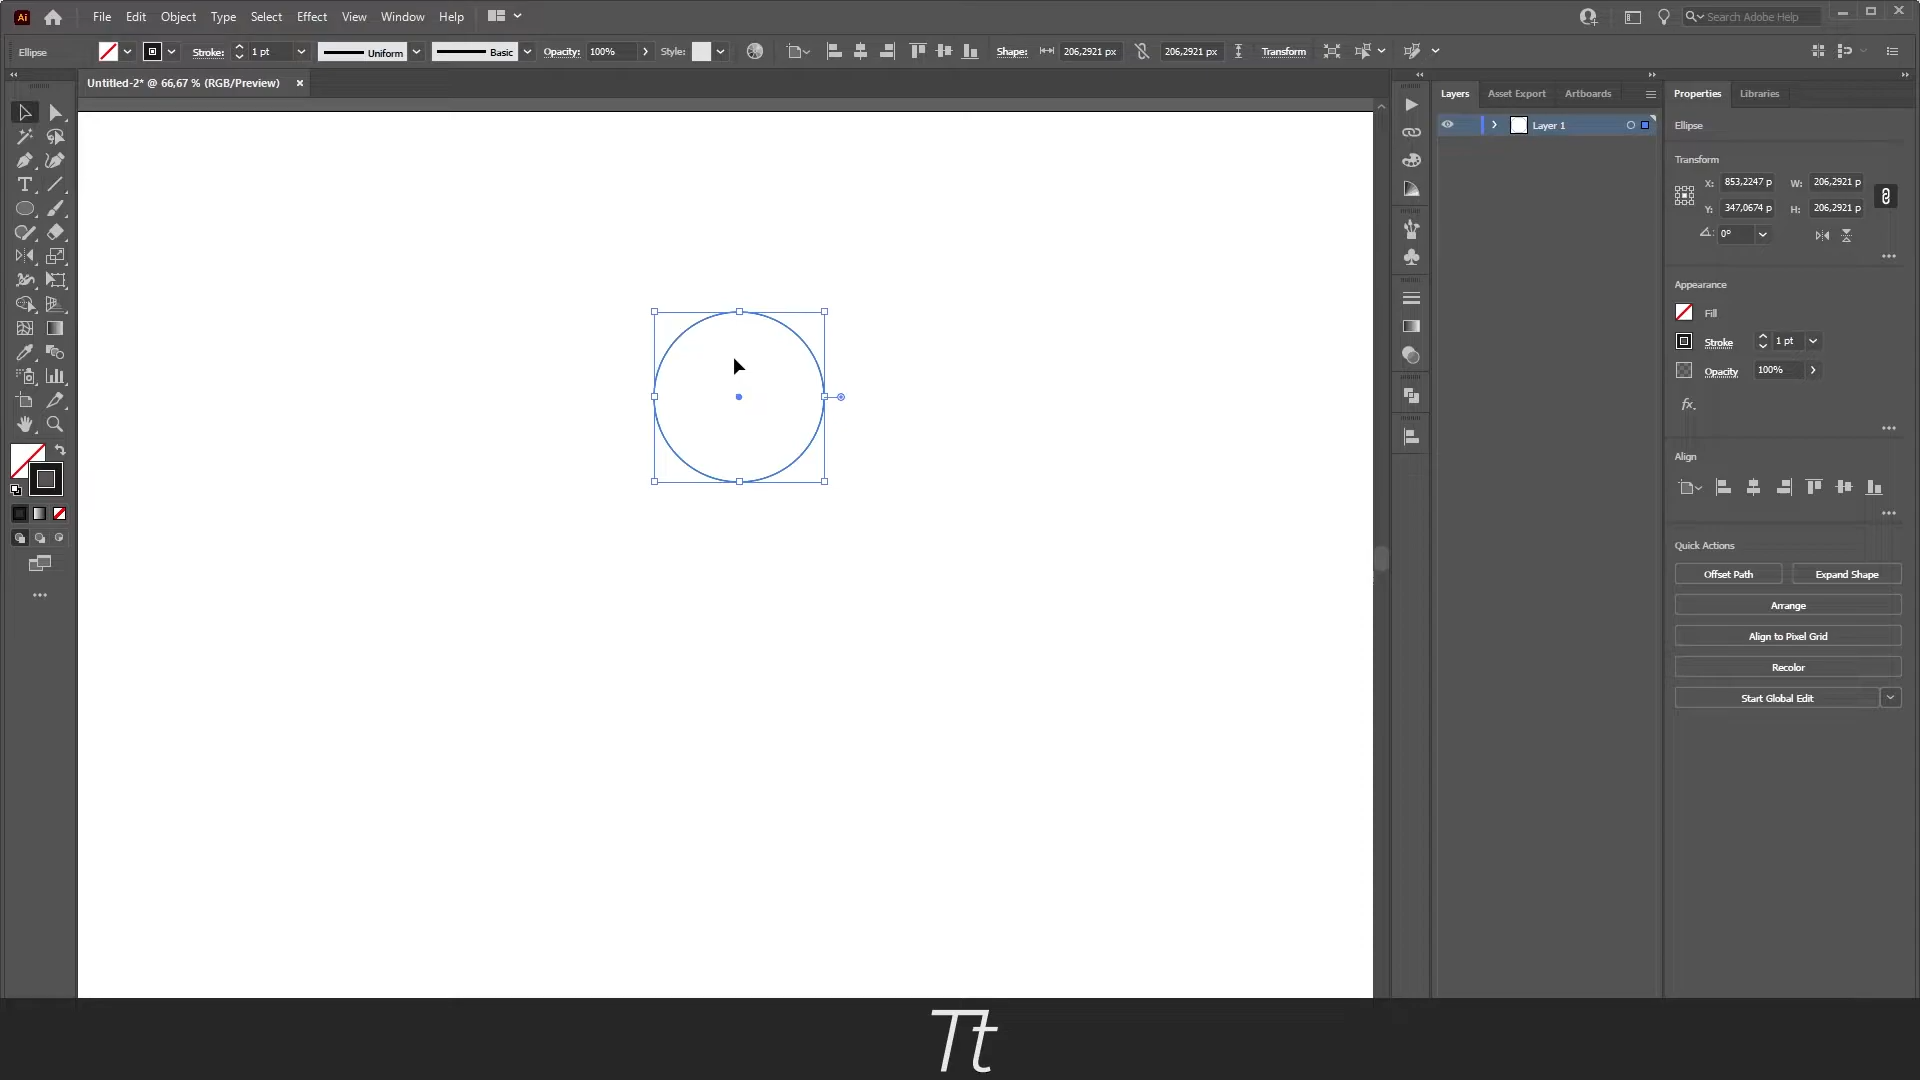 Ai File Edit Object Type Select Effect View Window Help Search Adobe Help
Ellipse Stroke: 1 pt Uniform Basic Opacity: 100% Style: Shape: 206,2921 px 206,2921 px Transform
Untitled-2* @ 66,67 % (RGB/Preview)
Layers Asset Export Artboards
Layer 1
Properties Libraries
Ellipse
Transform
X: 853,2247 p W: 206,2921 p
Y: 347,0674 p H: 206,2921 p
0°
Appearance
Fill
Stroke 1 pt
Opacity 100%
fx.
Align
Quick Actions
Offset Path Expand Shape
Arrange
Align to Pixel Grid
Recolor
Start Global Edit
Tt